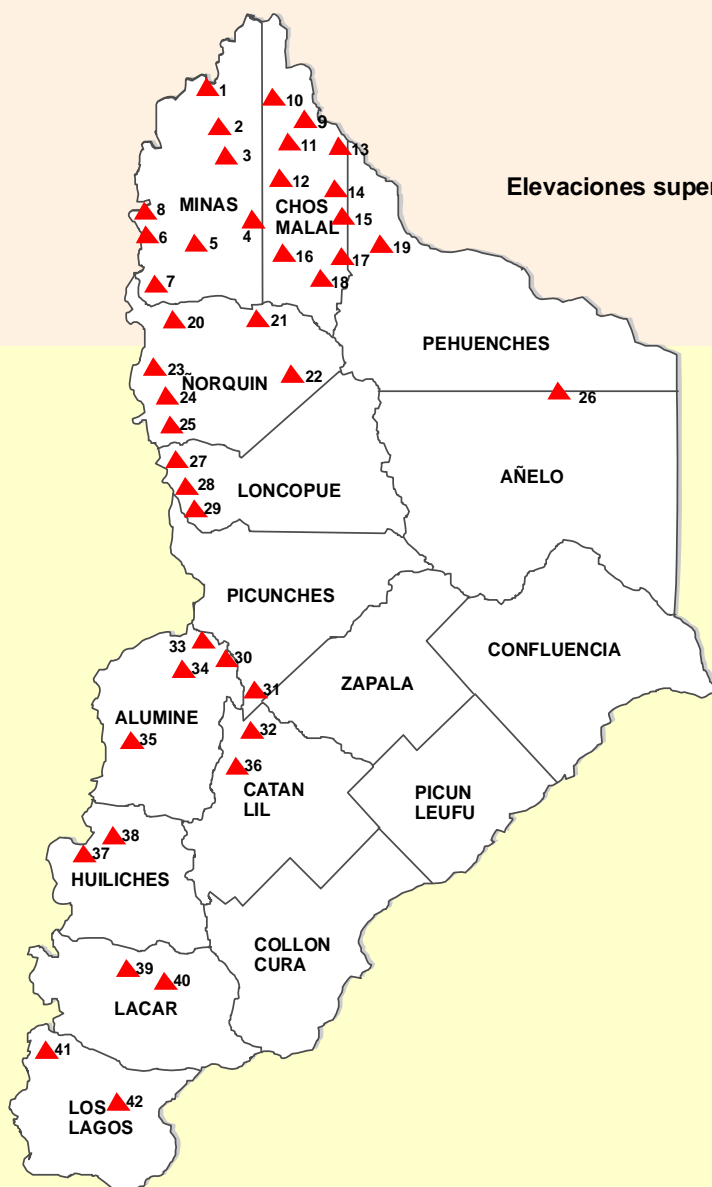 1
10
2
9
11
13
3
Elevaciones super
12
14
MINAS
CHOS
MALAL
8
4
15
6
5
16
17
19
7
18
20
21
PEHUENCHES
23
ÑORQUIN
22
24
26
25
27
28
LONCOPUE
AÑELO
29
PICUNCHES
33
30
CONFLUENCIA
34
ZAPALA
31
ALUMINE
32
35
36
CATAN
LIL
PICUN
LEUFU
38
37
HUILICHES
COLLON
CURA
39
40
LACAR
41
42
LOS
LAGOS